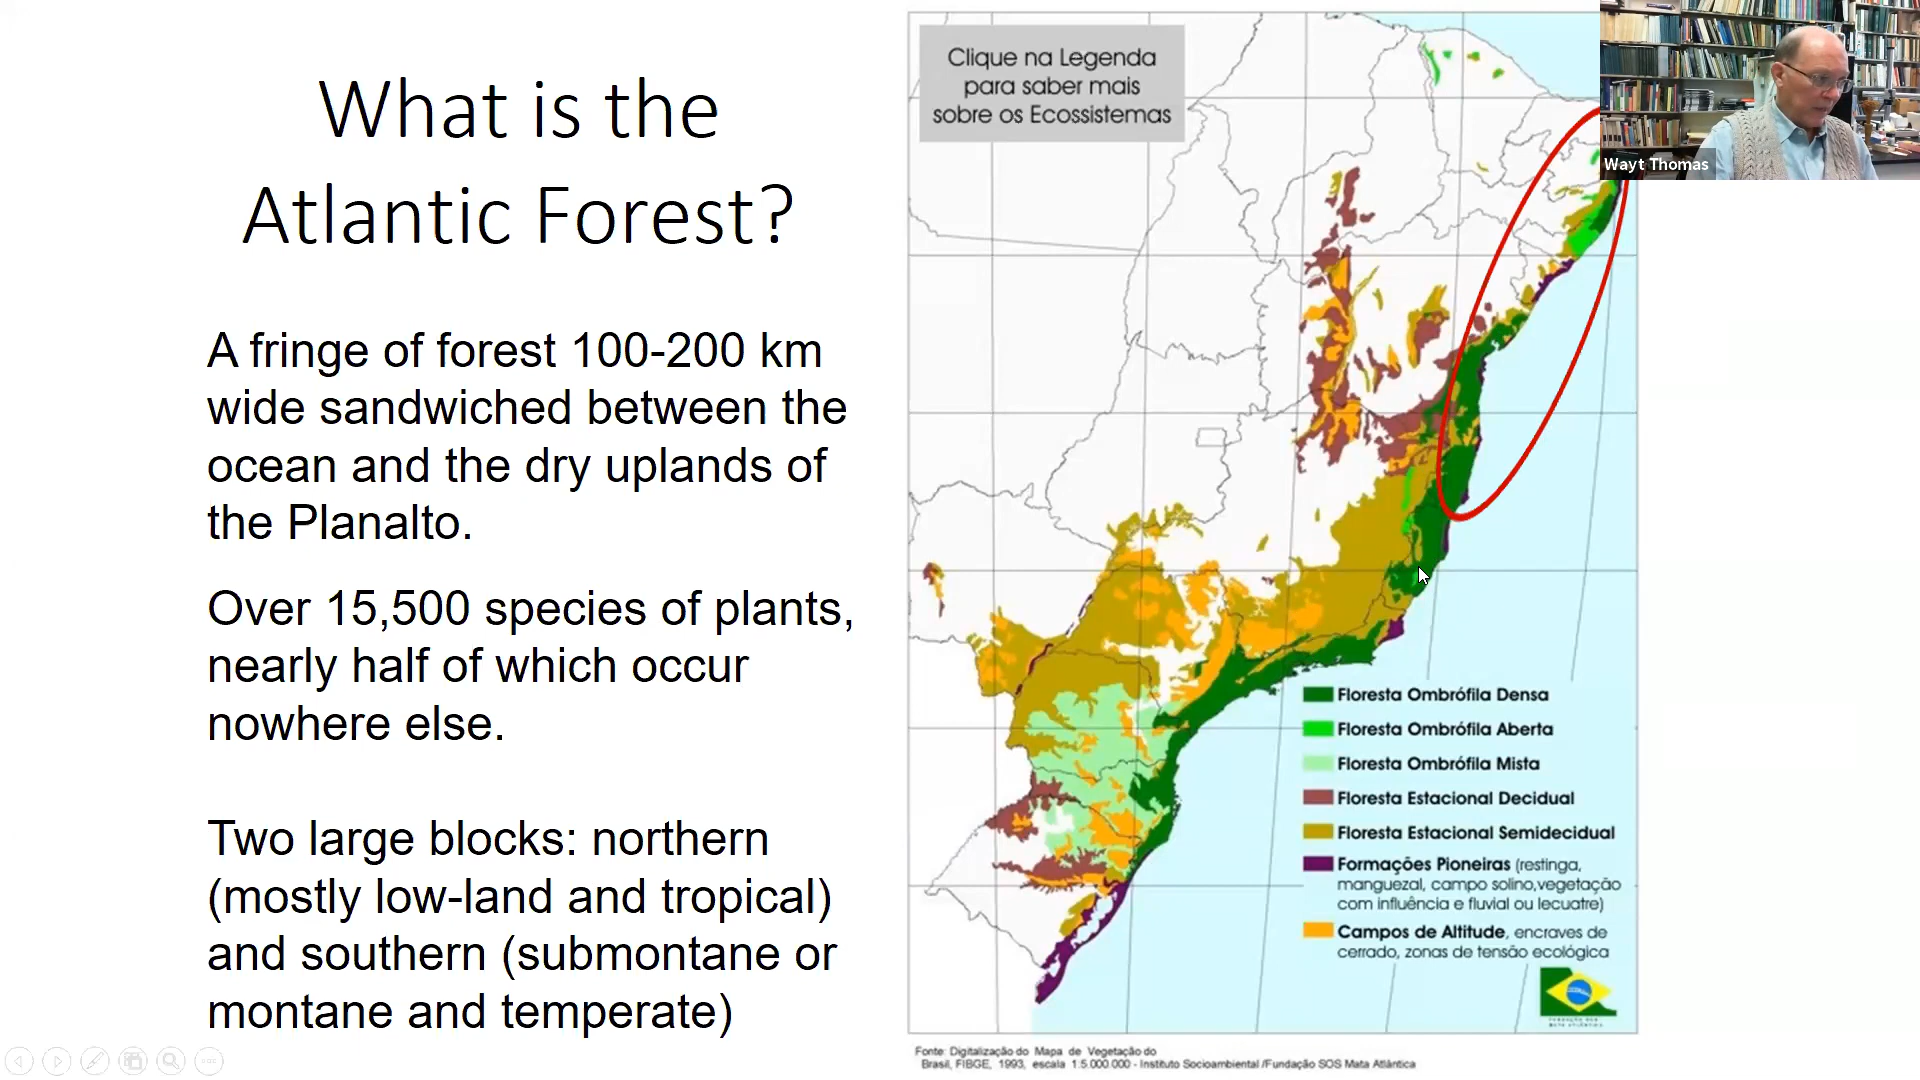 What is the
Atlantic Forest?
A fringe of forest 100-200 km
wide sandwiched between the
ocean and the dry uplands of
the Planalto.
Over 15,500 species of plants,
nearly half of which occur
nowhere else.
Two large blocks: northern
(mostly low-land and tropical)
and southern (submontane or
montane and temperate)
Clique na Legenda
para saber mais
sobre os Ecossistemas
Wayt Thomas
Floresta Ombrófila Densa
Floresta Ombrófila Aberta
Floresta Ombrófila Mista
Floresta Estacional Decidual
Floresta Estacional Semidecidual
Formações Pioneiras (restinga,
manguezal, campo solino,vegetação
com influência e fluvial ou lecuatre)
Campos de Altitude, encraves de
cerrado, zonas de tensão ecológica
Fonte: Digitalização do Mapa de Vegetação do
Brasil, FIBGE, 1993, escala 1:5.000.000 - Instituto Socioambiental /Fundação SOS Mata Atlântica